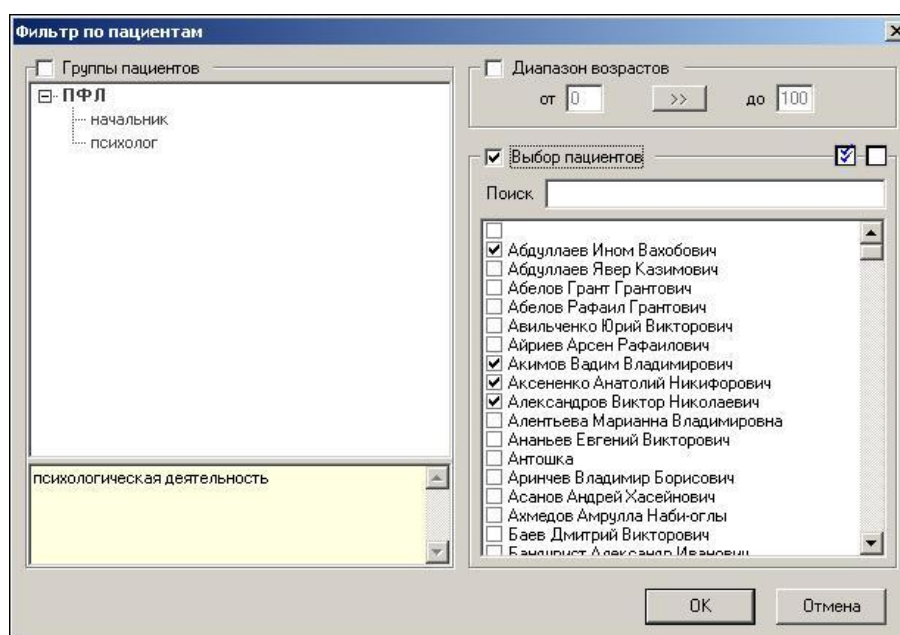 Фильтр по пациентам
Группы пациентов
ПФЛ
начальник
психолог
психологическая деятельность
Диапазон возрастов
от 0 >> до 100
Выбор пациентов
Поиск
Абдуллаев Ином Вахобович
Абдуллаев Явер Казимович
Абелов Грант Грантович
Абелов Рафаил Грантович
Авильченко Юрий Викторович
Айриев Арсен Рафаилович
Акимов Вадим Владимирович
Аксененко Анатолий Никифорович
Александров Виктор Николаевич
Алентьева Марианна Владимировна
Ананьев Евгений Викторович
Антошка
Аринчев Владимир Борисович
Асанов Андрей Хасейнович
Ахмедов Амрулла Наби-оглы
Баев Дмитрий Викторович
Бандурист Александр Иванович
OK Отмена